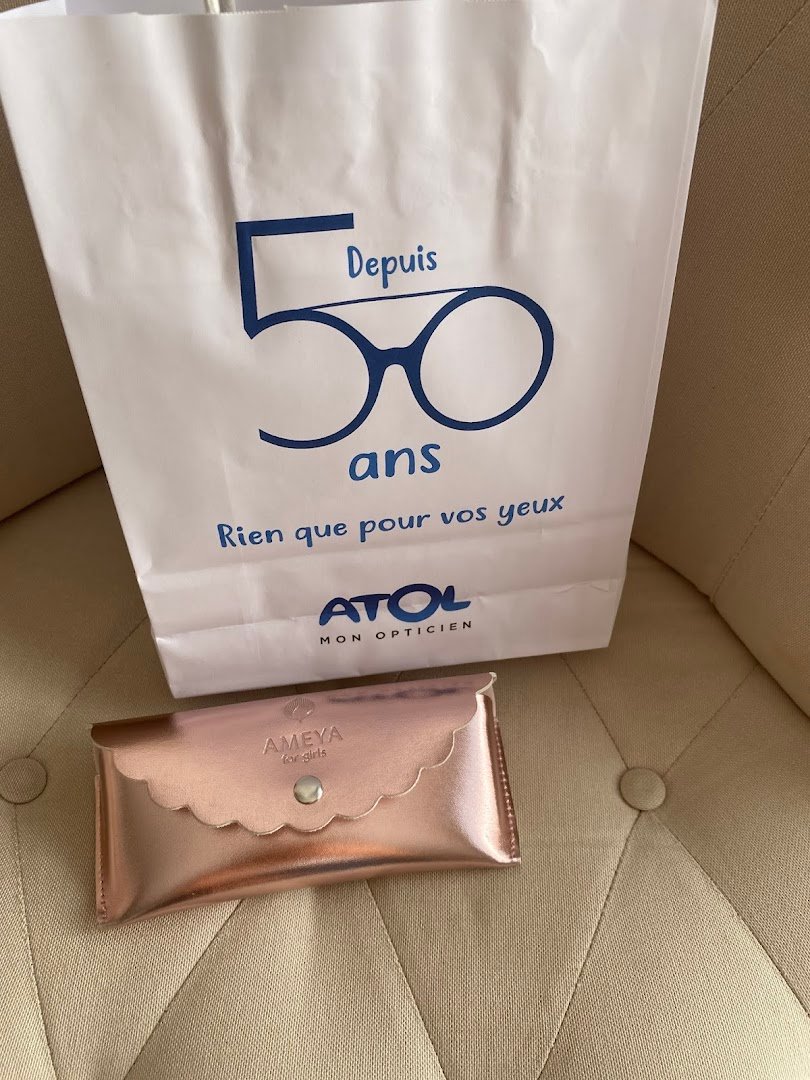 50
Depuis
ans
Rien que pour vos yeux
ATOL
MON OPTICIEN
AMEYA
for girls